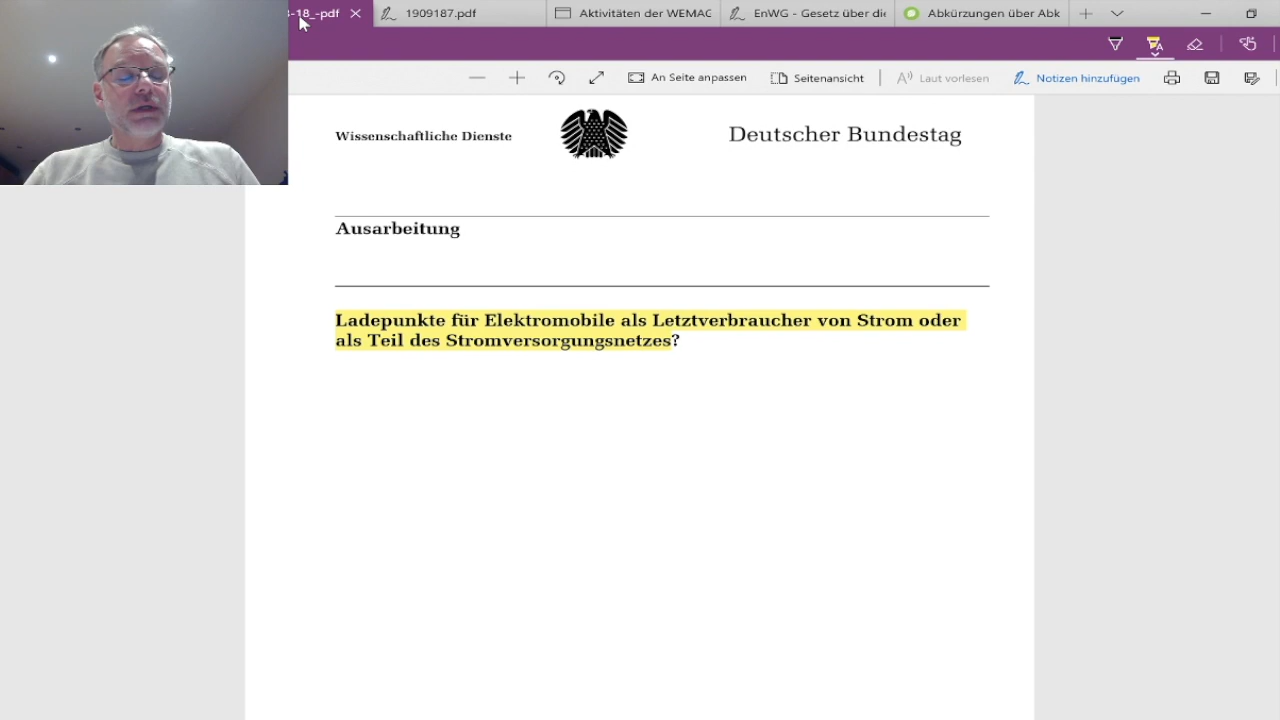 -18_-pdf
1909187.pdf
Aktivitäten der WEMAC
EnWG - Gesetz über die
Abkürzungen über Abk
An Seite anpassen
Seitenansicht
Laut vorlesen
Notizen hinzufügen
Wissenschaftliche Dienste
Deutscher Bundestag
Ausarbeitung
Ladepunkte für Elektromobile als Letztverbraucher von Strom oder
als Teil des Stromversorgungsnetzes?